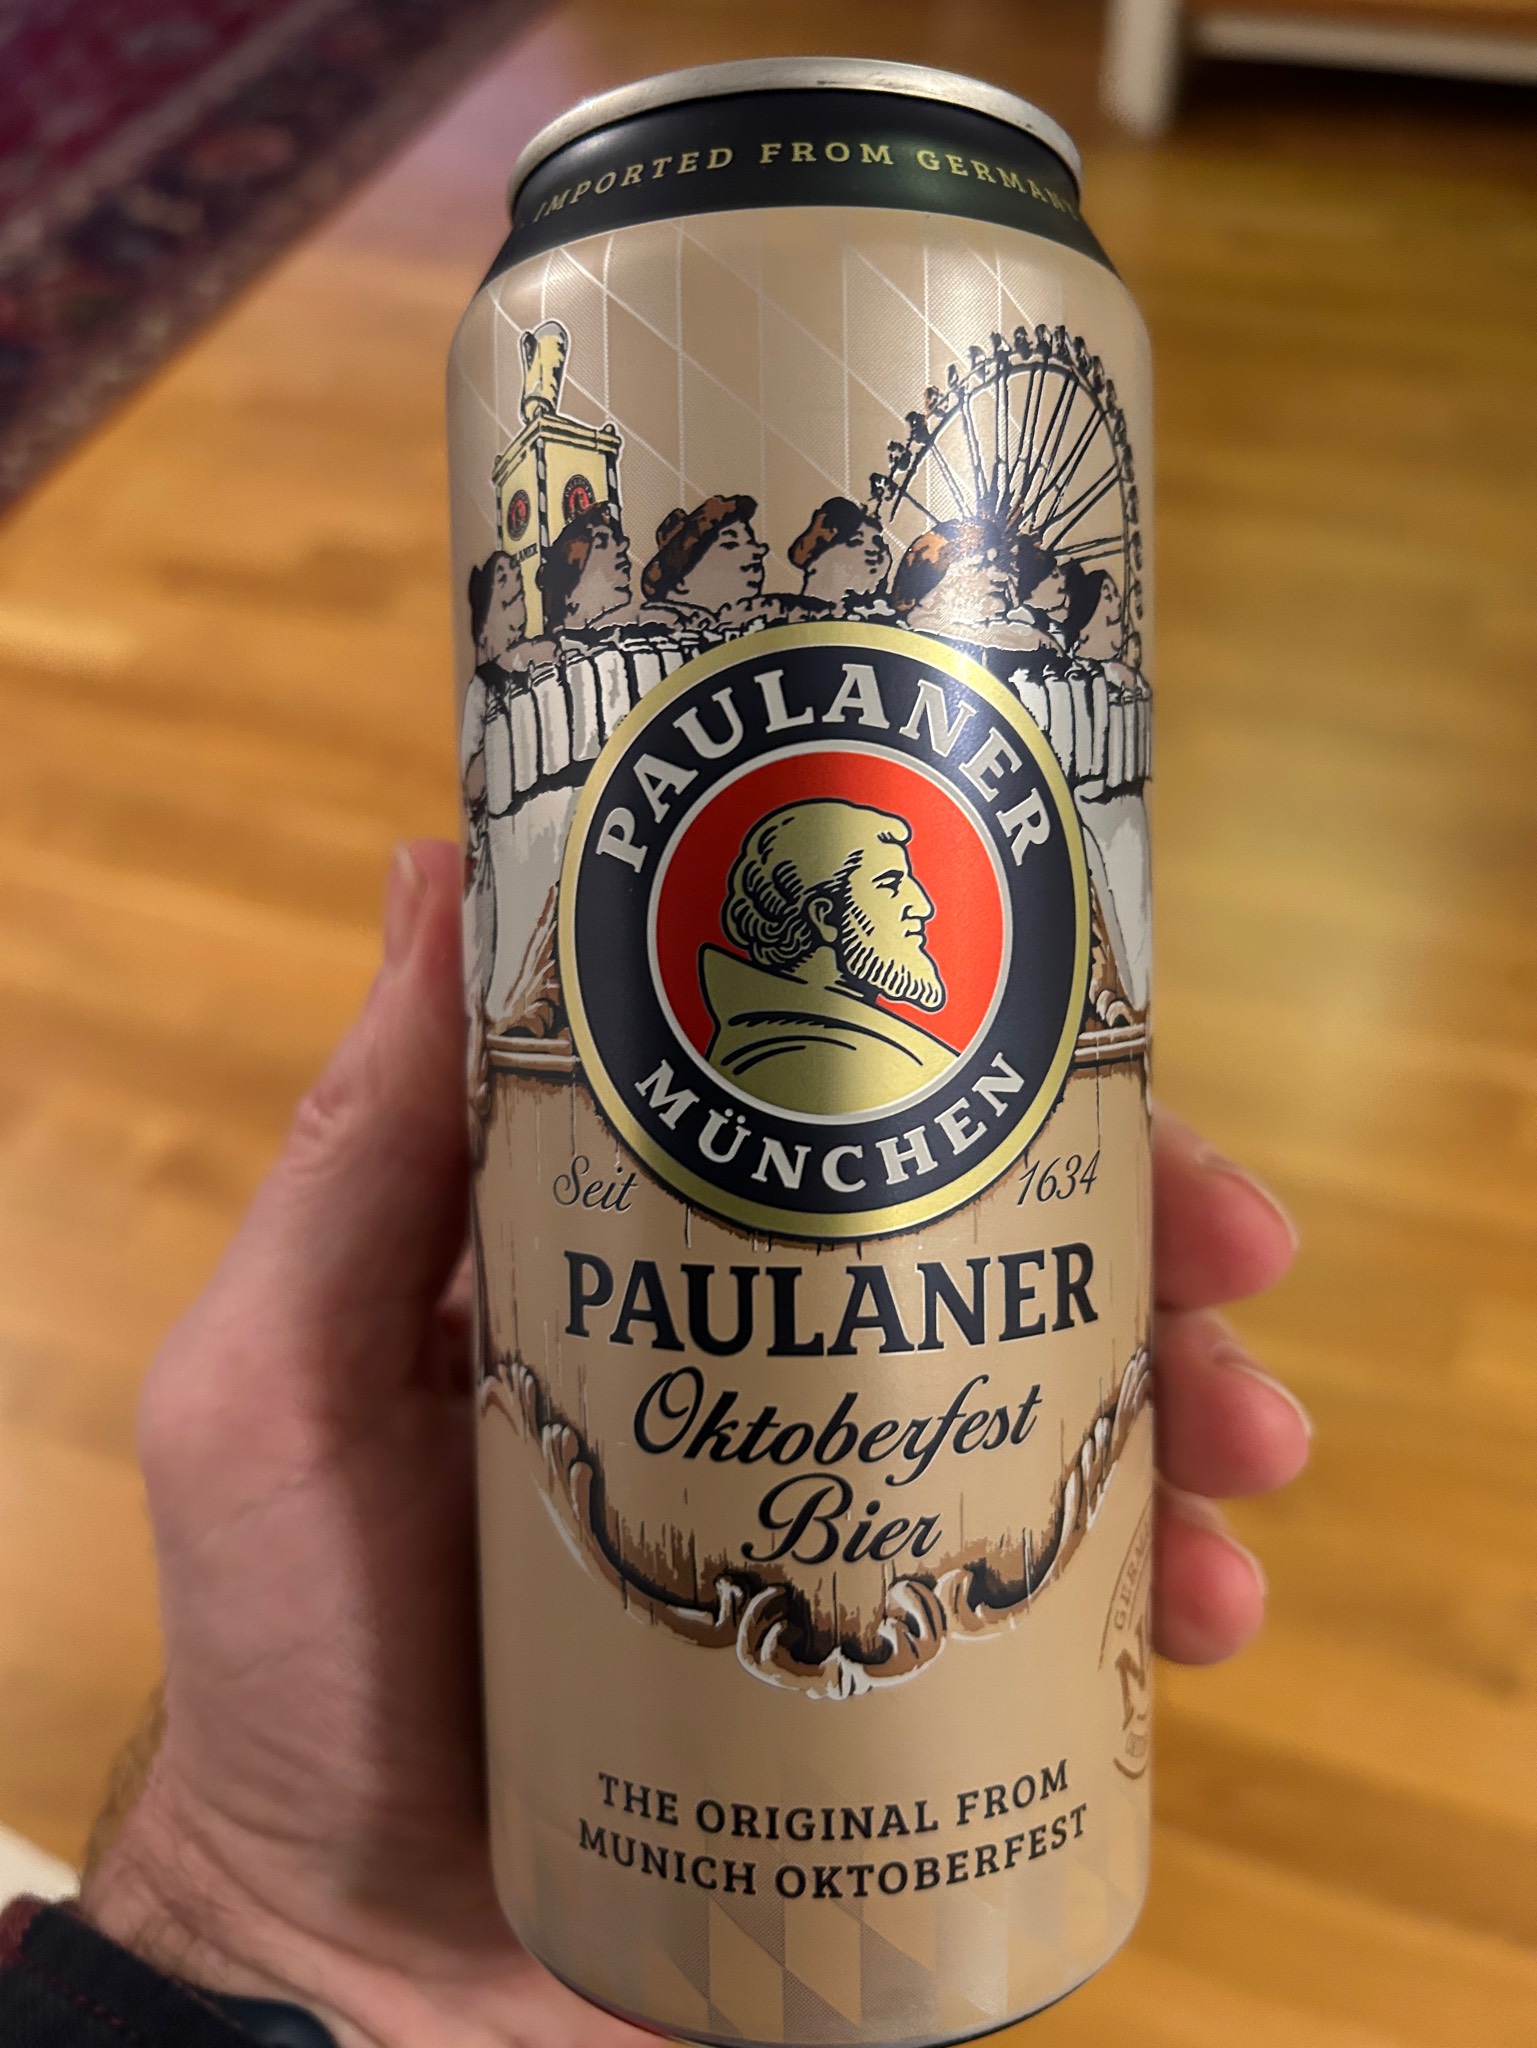 IMPORTED FROM GERMANY
PAULANER
MÜNCHEN
Seit 1634
PAULANER
Oktoberfest
Bier
THE ORIGINAL FROM
MUNICH OKTOBERFEST